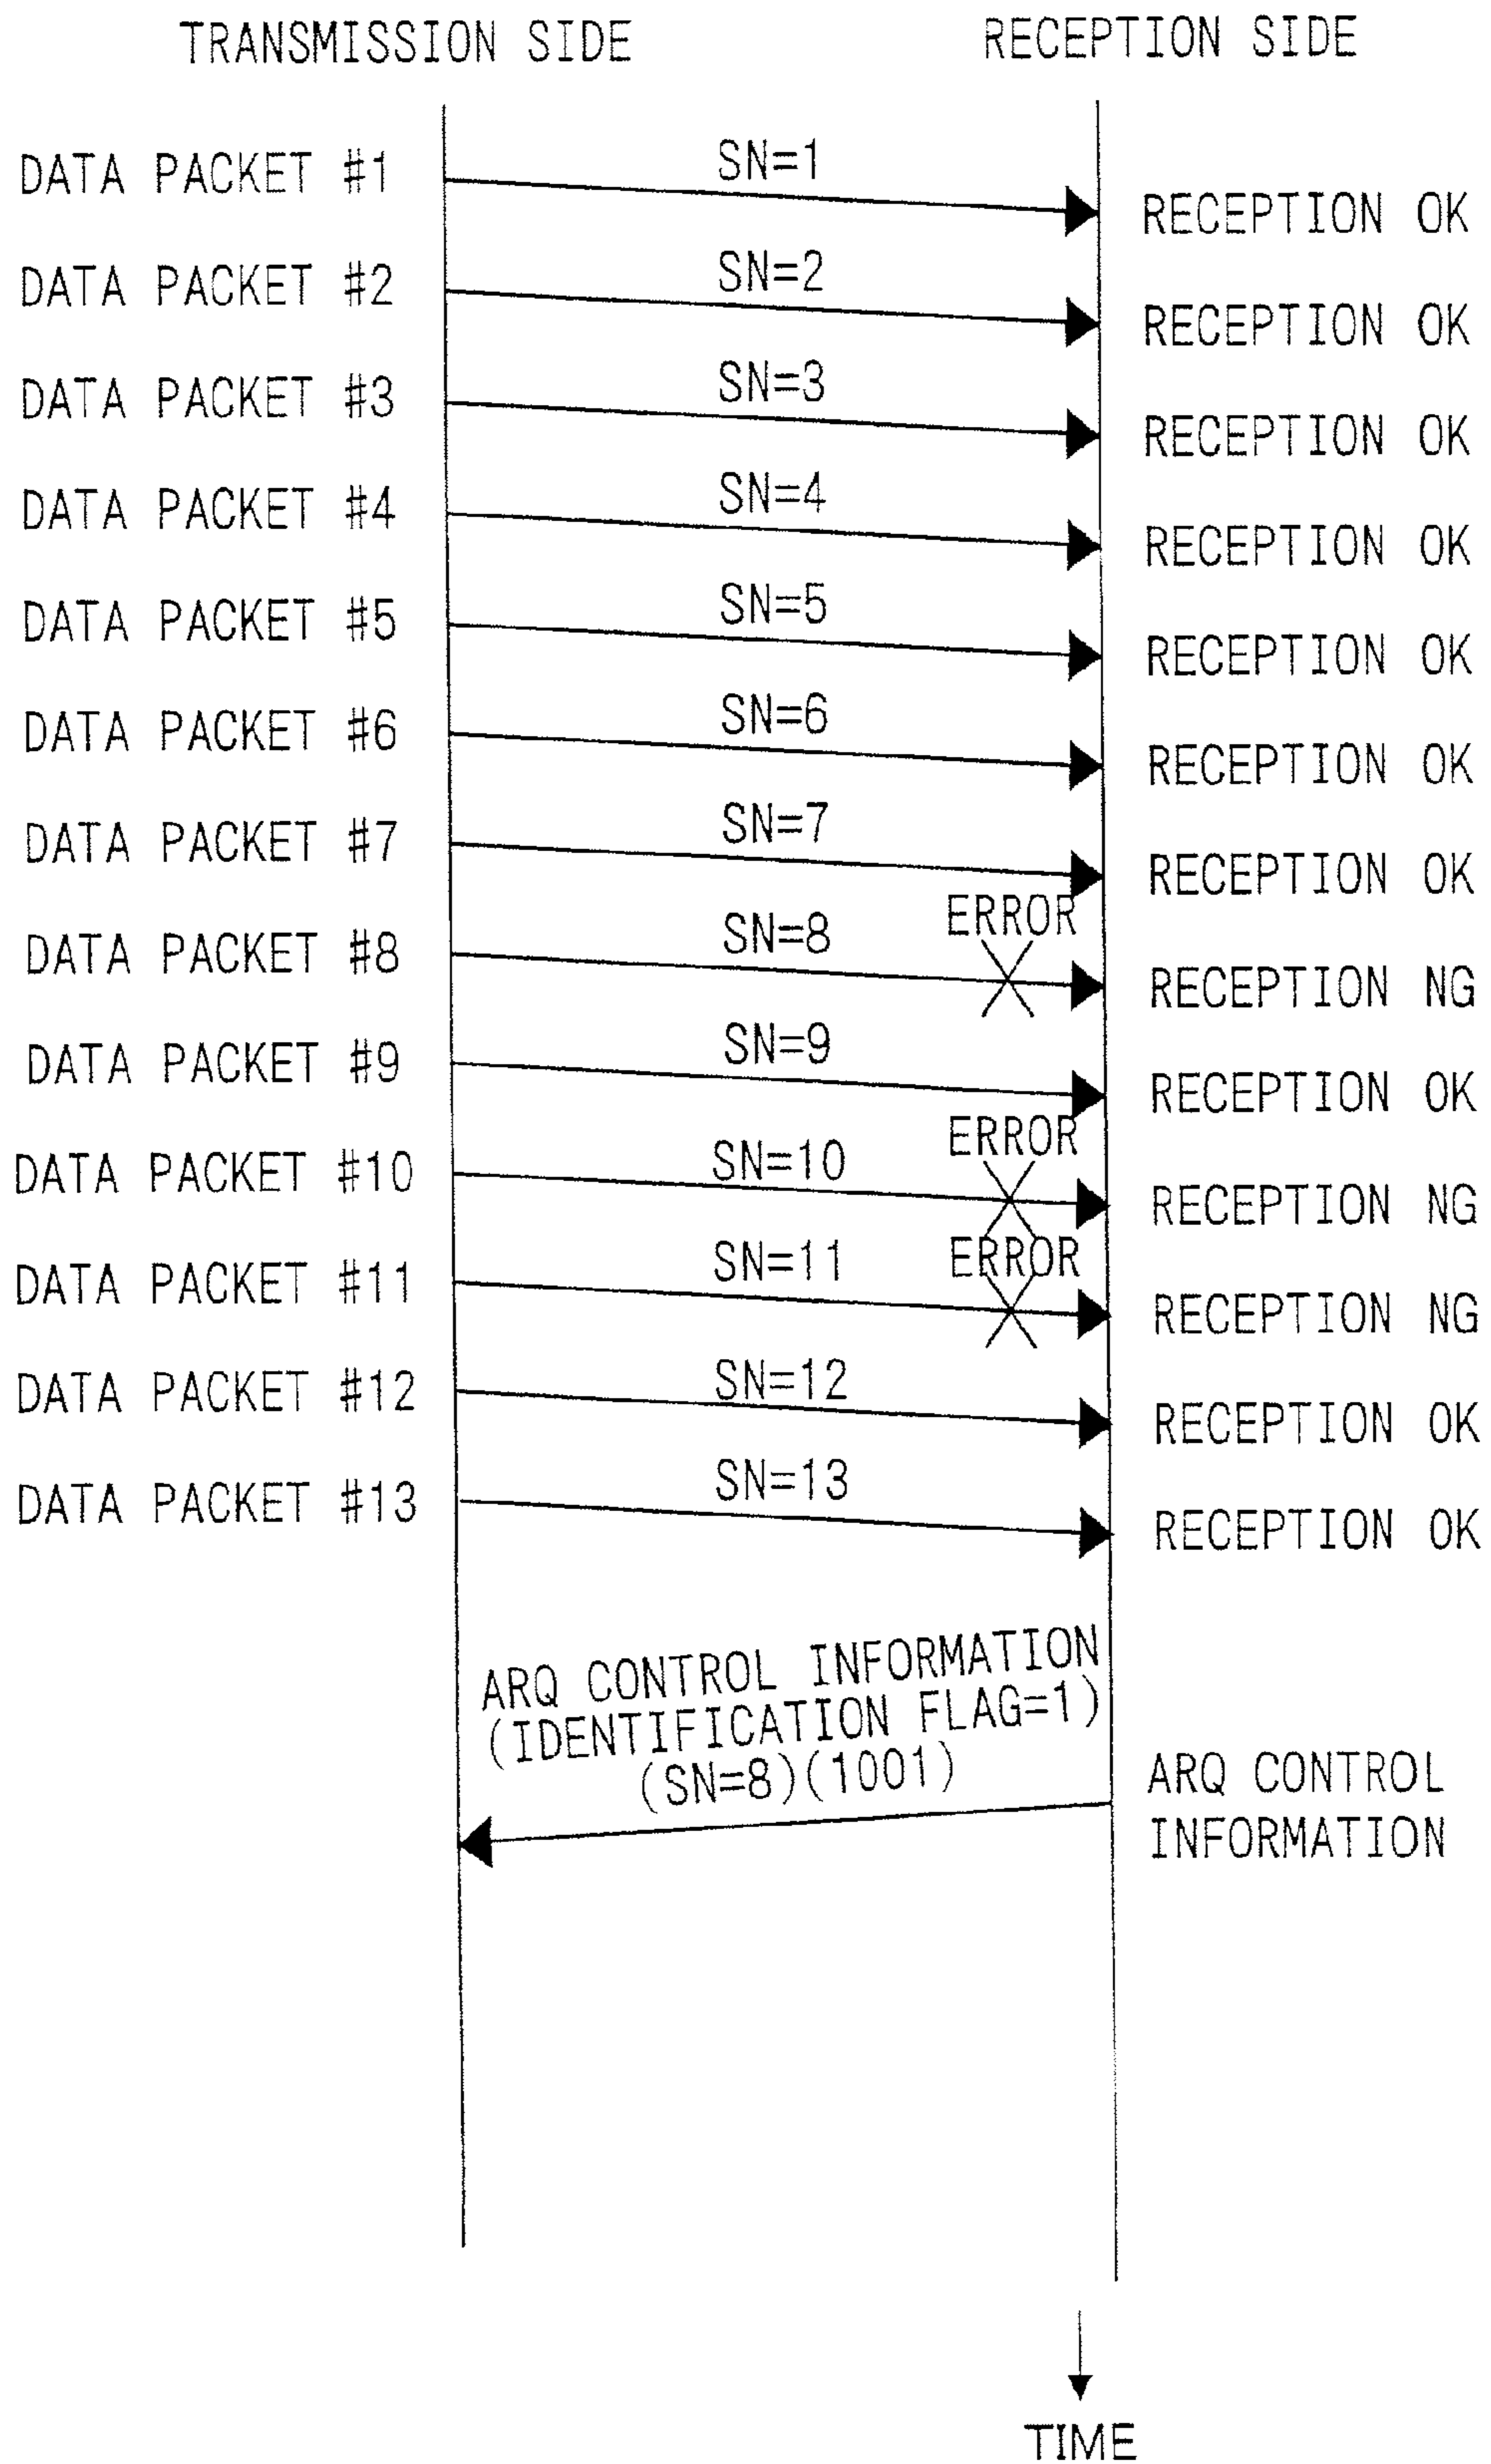 TRANSMISSION SIDE RECEPTION SIDE
DATA PACKET #1 SN=1 RECEPTION OK
DATA PACKET #2 SN=2 RECEPTION OK
DATA PACKET #3 SN=3 RECEPTION OK
DATA PACKET #4 SN=4 RECEPTION OK
DATA PACKET #5 SN=5 RECEPTION OK
DATA PACKET #6 SN=6 RECEPTION OK
DATA PACKET #7 SN=7 RECEPTION OK
ERROR
DATA PACKET #8 SN=8 RECEPTION NG
DATA PACKET #9 SN=9 RECEPTION OK
ERROR
DATA PACKET #10 SN=10 RECEPTION NG
ERROR
DATA PACKET #11 SN=11 RECEPTION NG
DATA PACKET #12 SN=12 RECEPTION OK
DATA PACKET #13 SN=13 RECEPTION OK
ARQ CONTROL INFORMATION
(IDENTIFICATION FLAG=1)
(SN=8)(1001)
ARQ CONTROL
INFORMATION
TIME